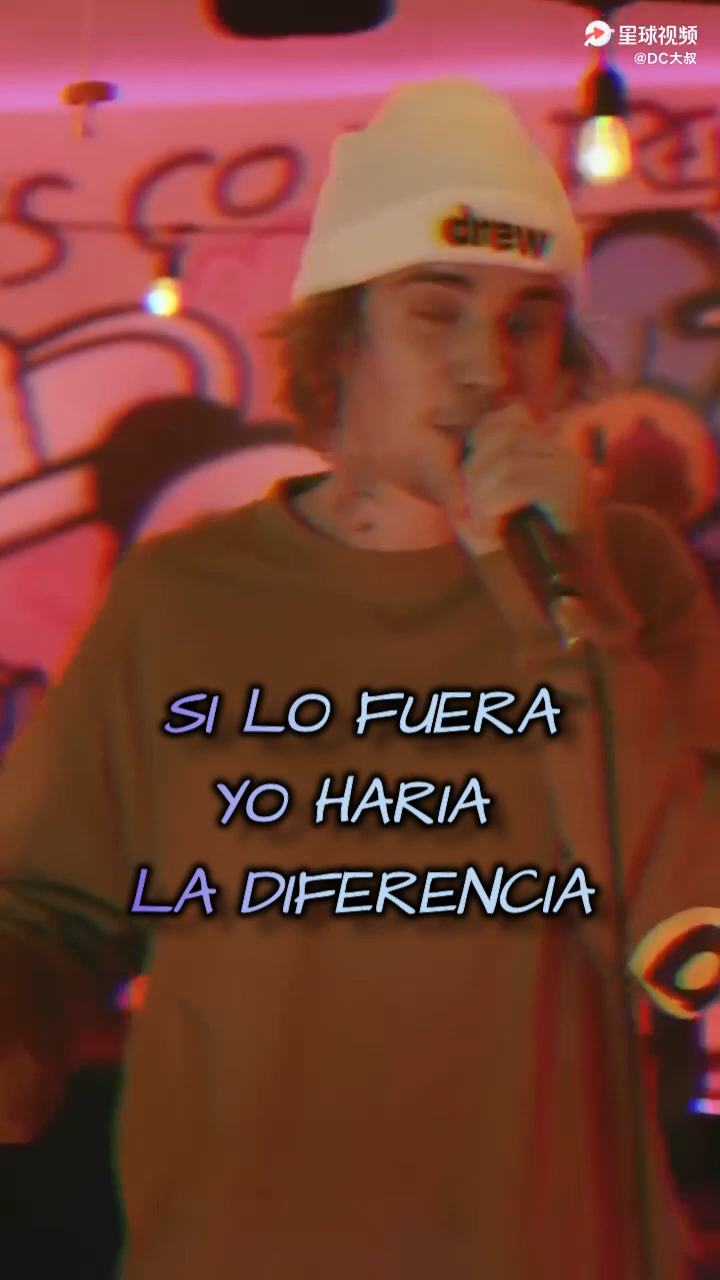 星球视频
@DC大叔
drew
SI LO FUERA
YO HARIA
LA DIFERENCIA